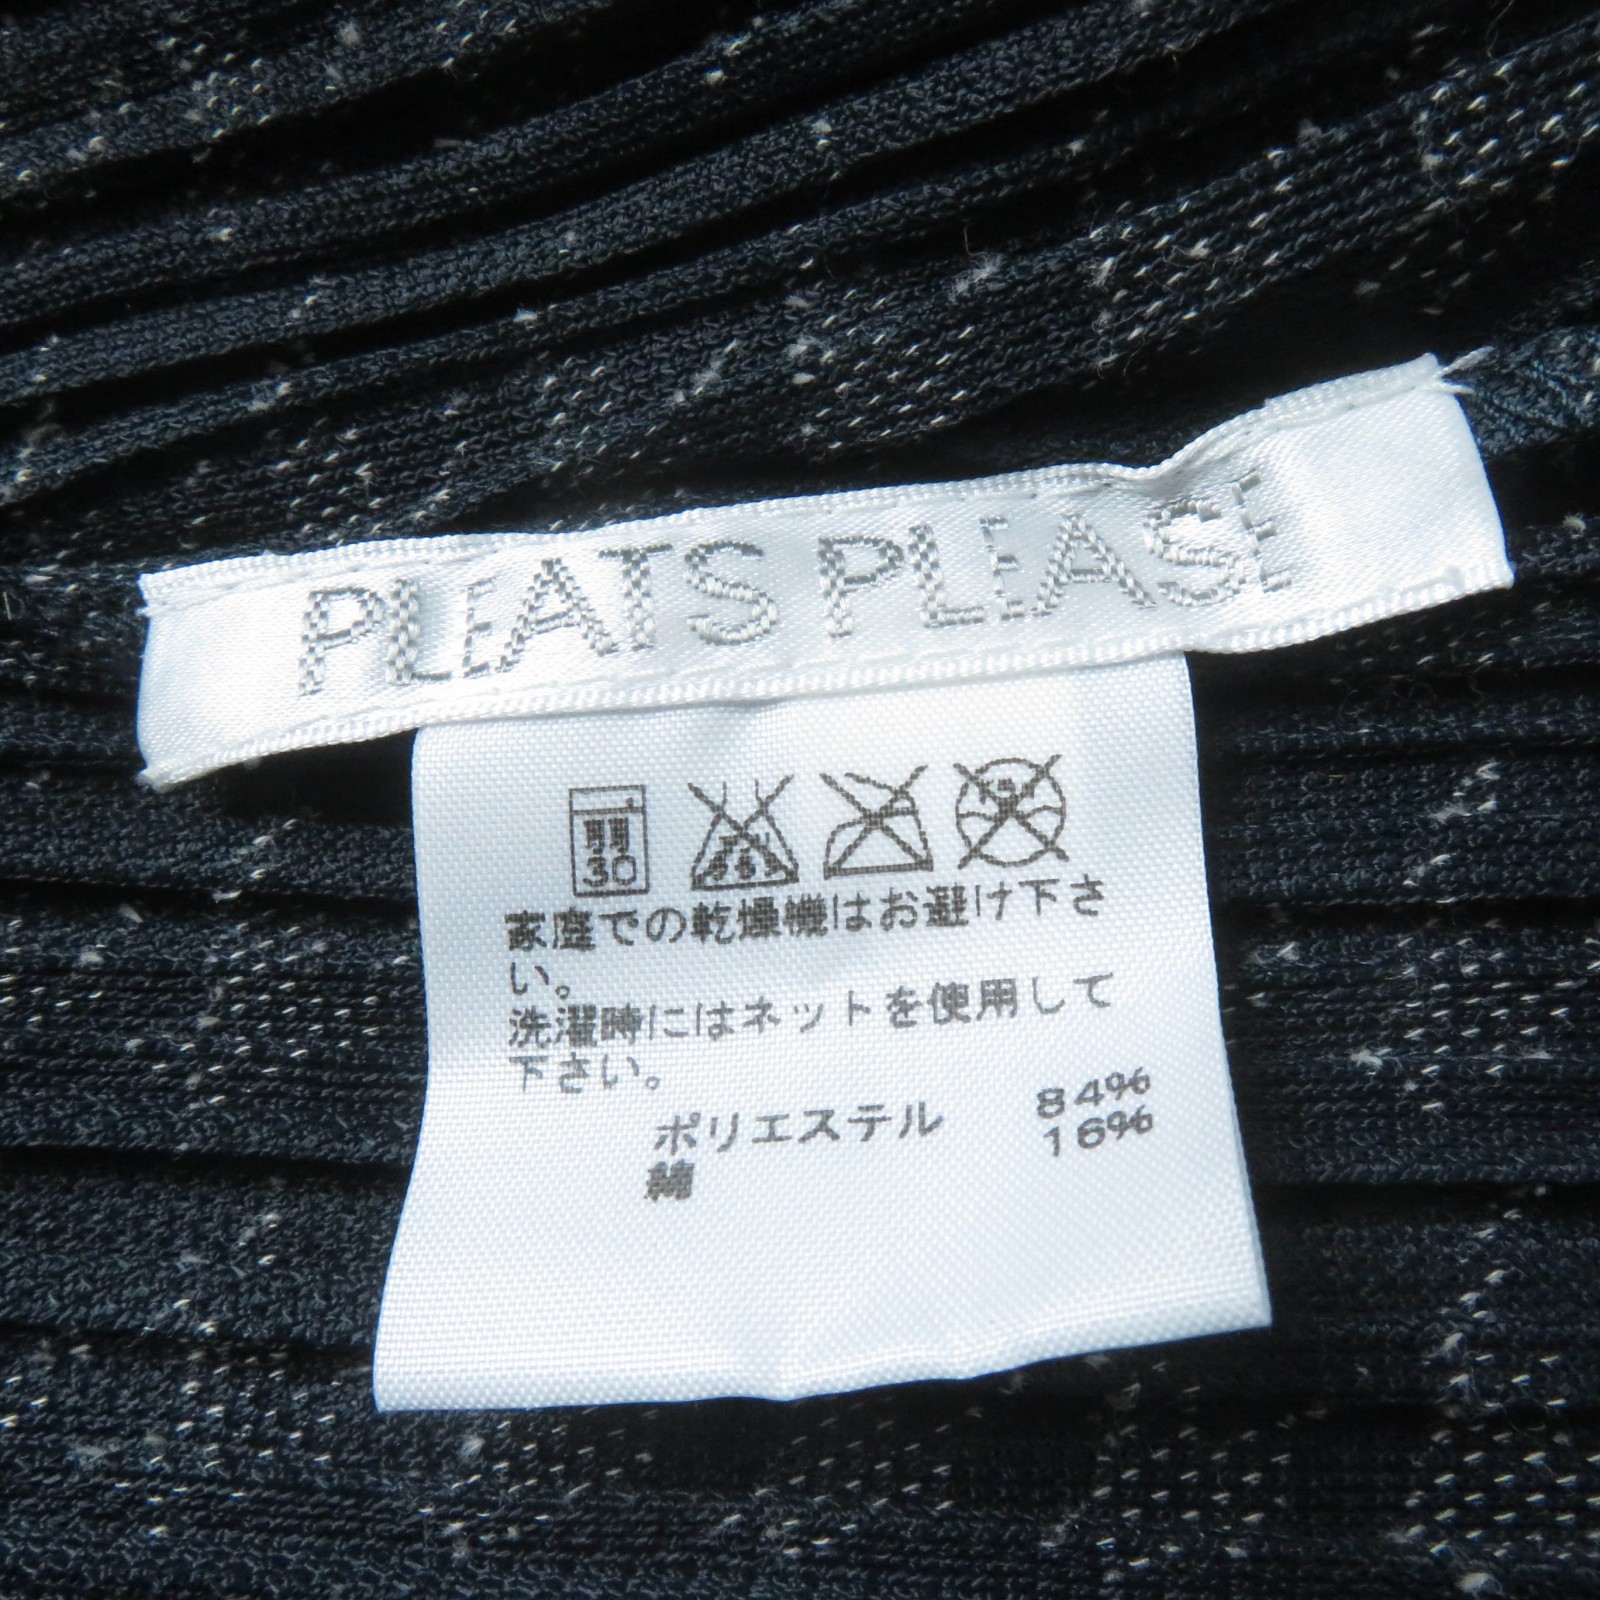 PLEATS PLEASE
弱
30
家庭での乾燥機はお避け下さ
い。
洗濯時にはネットを使用して
下さい。
ポリエステル 84%
綿 16%